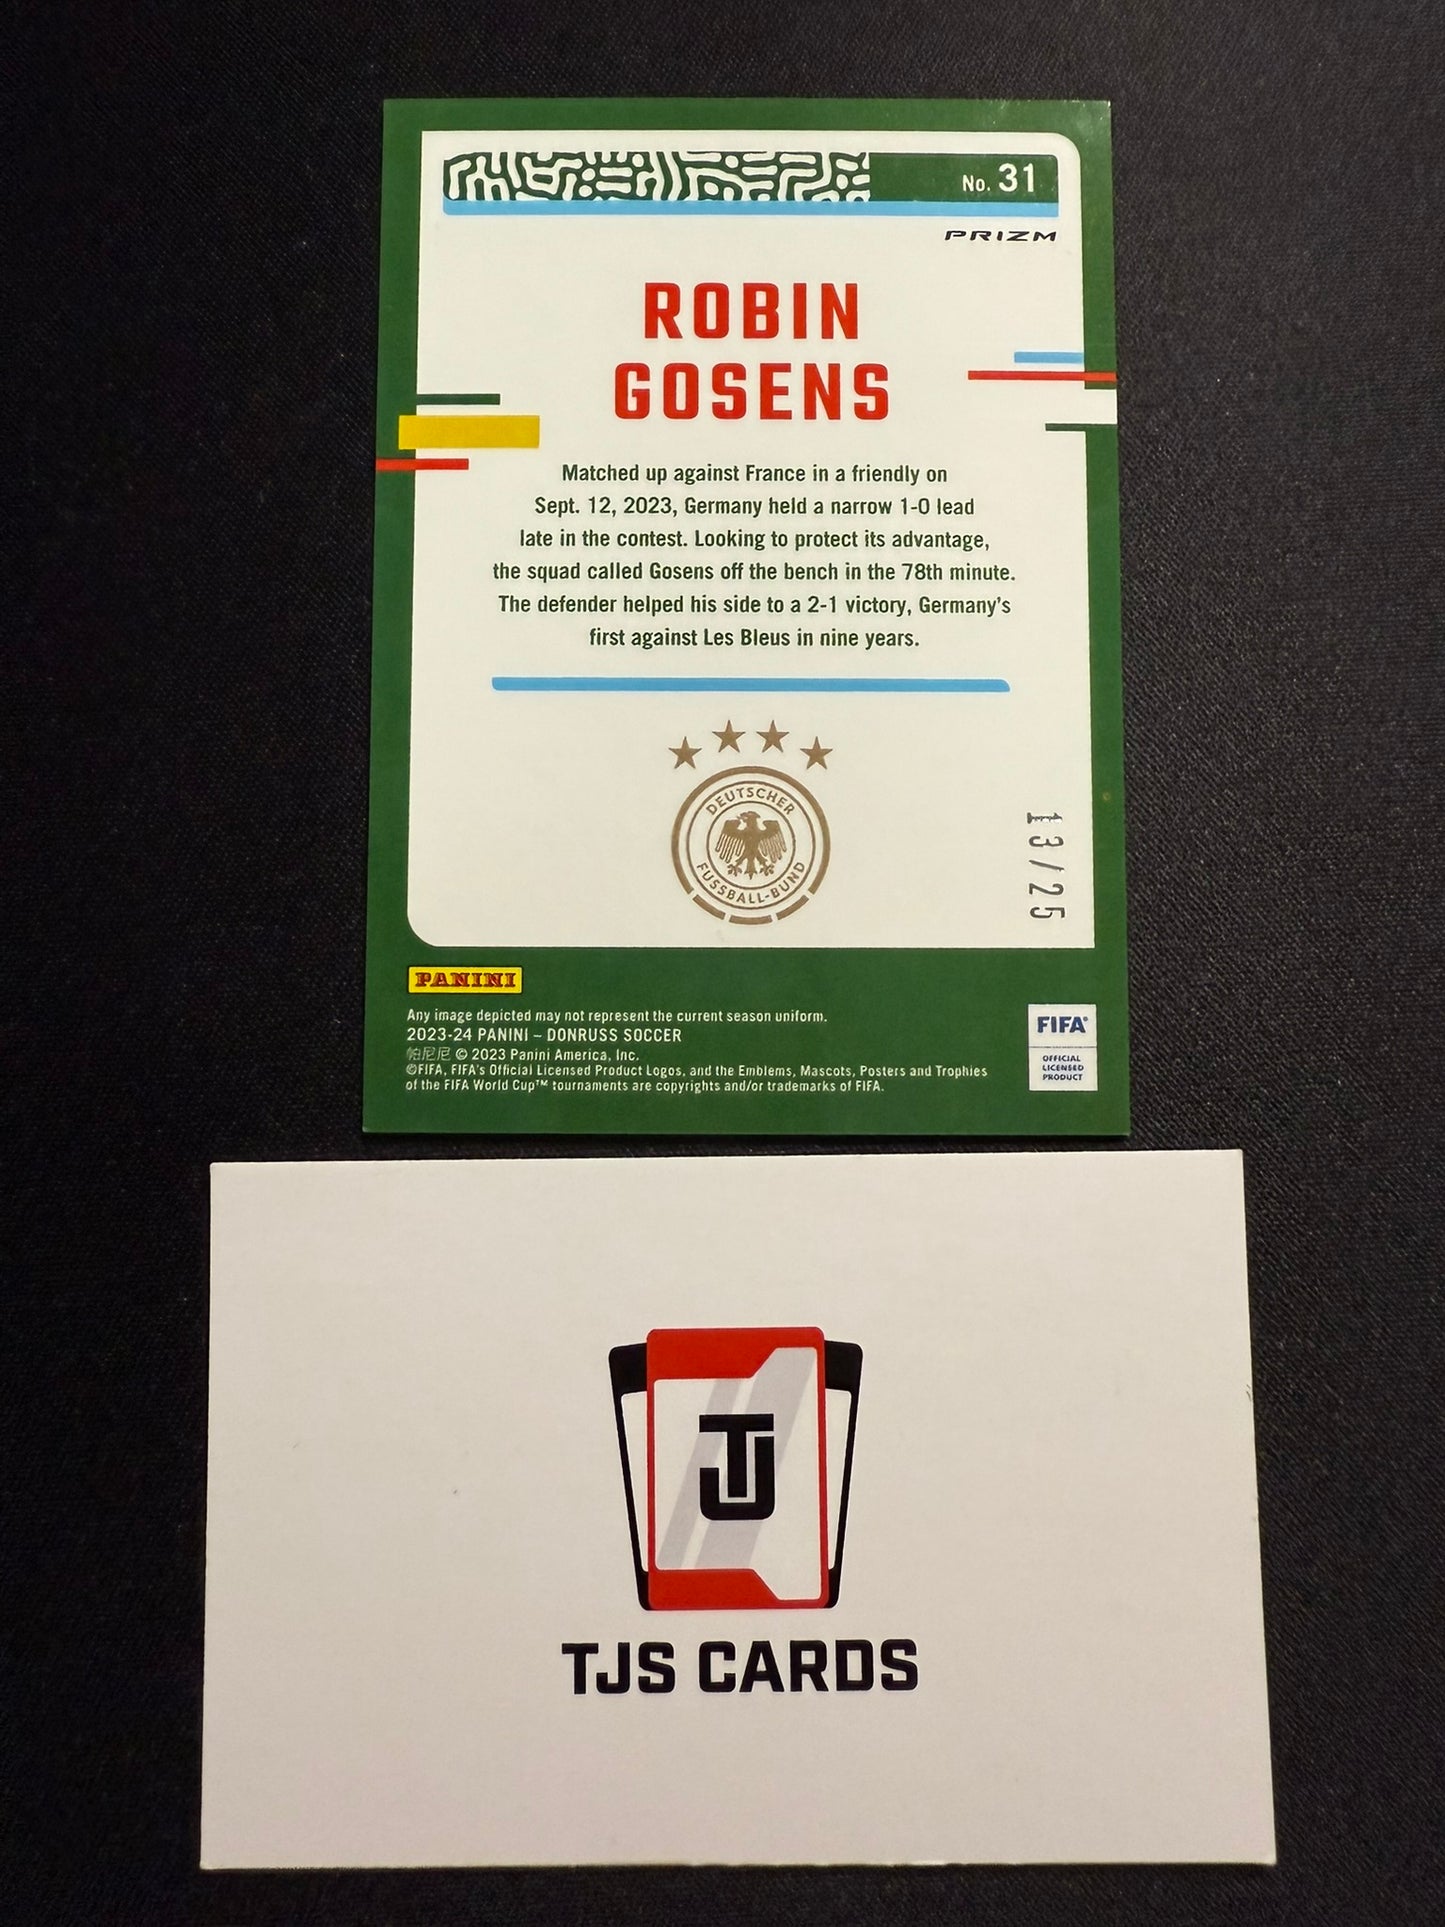 No. 31
PRIZM
ROBIN
GOSENS
Matched up against France in a friendly on
Sept. 12, 2023, Germany held a narrow 1-0 lead
late in the contest. Looking to protect its advantage,
the squad called Gosens off the bench in the 78th minute.
The defender helped his side to a 2-1 victory, Germany's
first against Les Bleus in nine years.
DEUTSCHER
FUSSBALL-BUND
13/25
PANINI
Any image depicted may not represent the current season uniform.
2023-24 PANINI – DONRUSS SOCCER
帕尼尼 © 2023 Panini America, Inc.
©FIFA, FIFA's Official Licensed Product Logos, and the Emblems, Mascots, Posters and Trophies
of the FIFA World Cup™ tournaments are copyrights and/or trademarks of FIFA.
FIFA®
OFFICIAL
LICENSED
PRODUCT
TJ
TJS CARDS